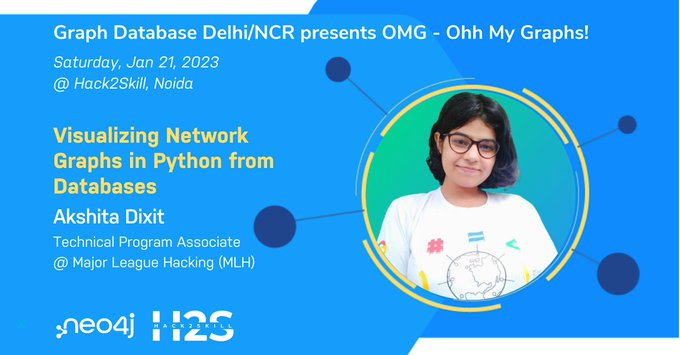 Graph Database Delhi/NCR presents OMG - Ohh My Graphs!
Saturday, Jan 21, 2023
@ Hack2Skill, Noida
Visualizing Network
Graphs in Python from
Databases
Akshita Dixit
Technical Program Associate
@ Major League Hacking (MLH)
neo4j
H2S
HACK2SKILL
#
<